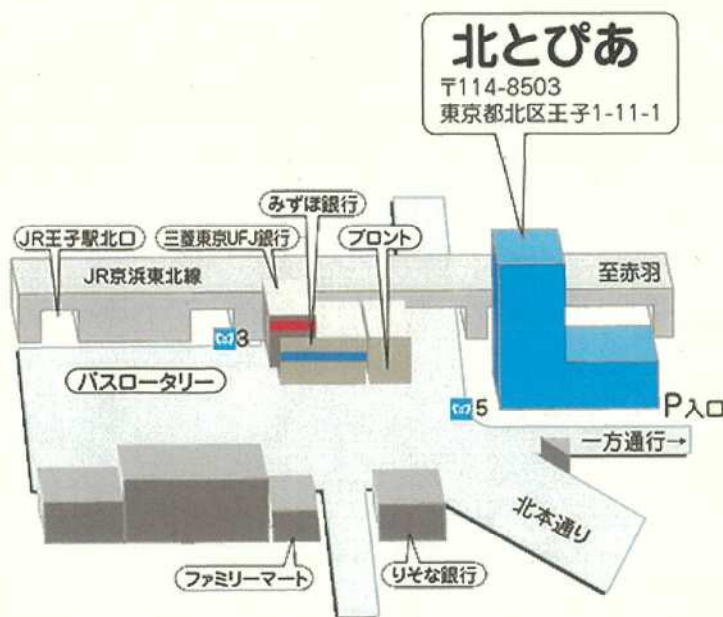 北とぴあ
〒114-8503
東京都北区王子1-11-1
みずほ銀行
JR王子駅北口
三菱東京UFJ銀行
プロント
JR京浜東北線
至赤羽
3
バスロータリー
5
P入口
一方通行→
北本通り
ファミリーマート
りそな銀行